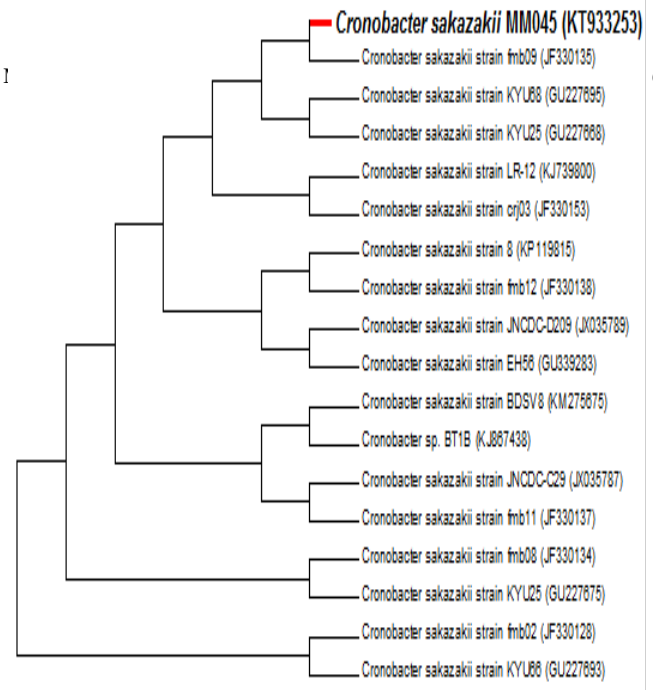 Cronobacter sakazakii MM045 (KT933253)
Cronobacter sakazakii strain fmb09 (JF330135)
Cronobacter sakazakii strain KYU68 (GU227695)
Cronobacter sakazakii strain KYU25 (GU227668)
Cronobacter sakazakii strain LR-12 (KJ739800)
Cronobacter sakazakii strain crj03 (JF330153)
Cronobacter sakazakii strain 8 (KP119815)
Cronobacter sakazakii strain fmb12 (JF330138)
Cronobacter sakazakii strain JNCDC-D209 (JX035789)
Cronobacter sakazakii strain EH56 (GU339283)
Cronobacter sakazakii strain BDSV8 (KM275675)
Cronobacter sp. BT1B (KJ867438)
Cronobacter sakazakii strain JNCDC-C29 (JX035787)
Cronobacter sakazakii strain fmb11 (JF330137)
Cronobacter sakazakii strain fmb08 (JF330134)
Cronobacter sakazakii strain KYU25 (GU227675)
Cronobacter sakazakii strain fmb02 (JF330128)
Cronobacter sakazakii strain KYU66 (GU227693)